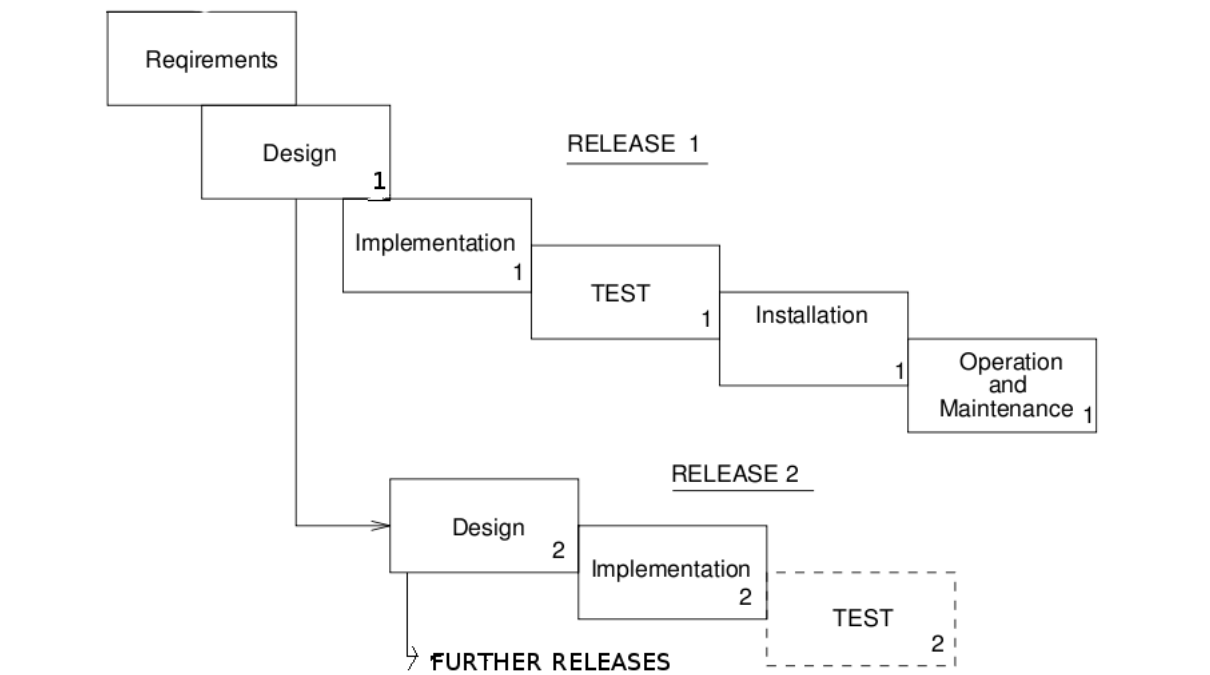 Reqirements
Design
1
RELEASE 1
Implementation
1
TEST
1
Installation
1
Operation
and
Maintenance 1
RELEASE 2
Design
2
Implementation
2
TEST
2
FURTHER RELEASES